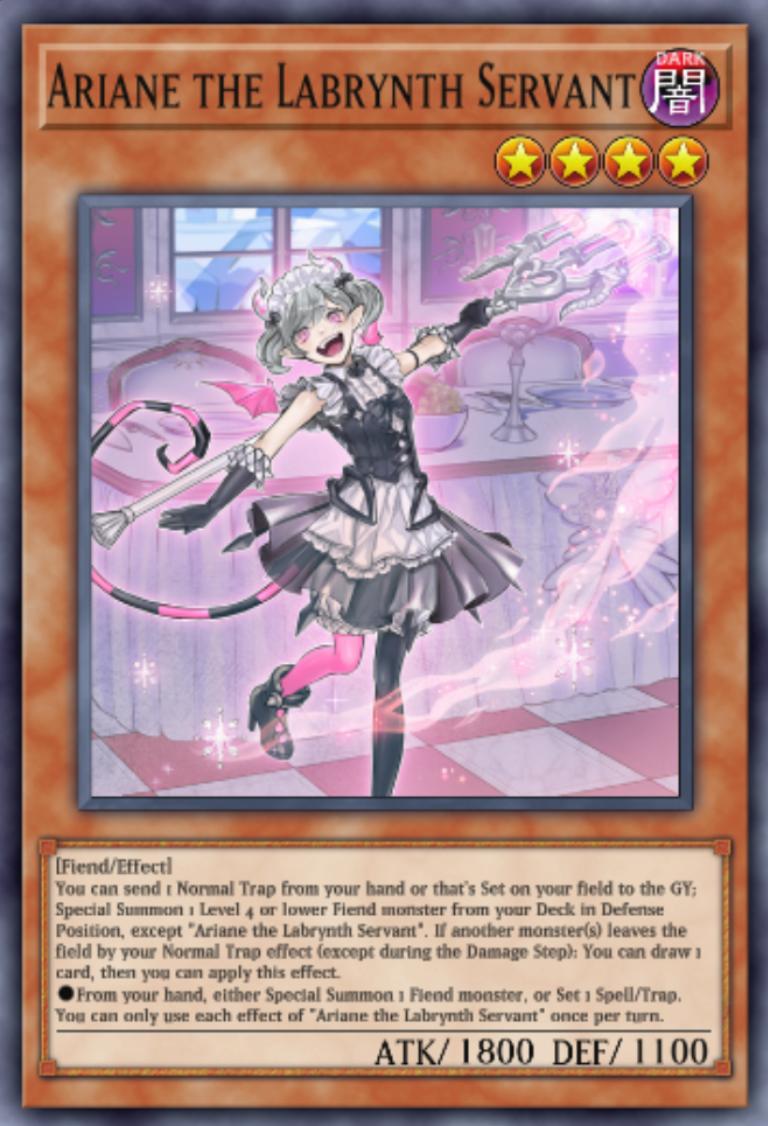 Ariane the Labrynth Servant
DARK
闇
[Fiend/Effect]
You can send 1 Normal Trap from your hand or that's Set on your field to the GY;
Special Summon 1 Level 4 or lower Fiend monster from your Deck in Defense
Position, except "Ariane the Labrynth Servant". If another monster(s) leaves the
field by your Normal Trap effect (except during the Damage Step): You can draw 1
card, then you can apply this effect.
●From your hand, either Special Summon 1 Fiend monster, or Set 1 Spell/Trap.
You can only use each effect of "Ariane the Labrynth Servant" once per turn.
ATK/ 1800 DEF/ 1100